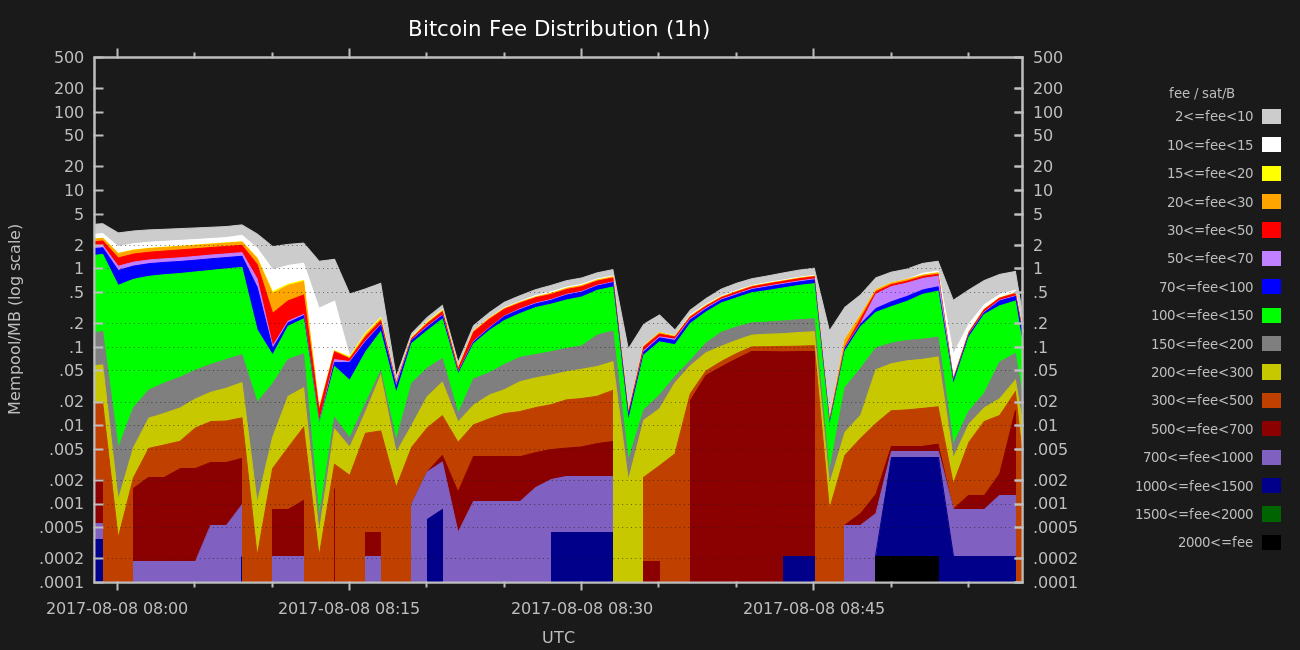 Bitcoin Fee Distribution (1h)
Mempool/MB (log scale)
500
200
100
50
20
10
5
2
1
.5
.2
.1
.05
.02
.01
.005
.002
.001
.0005
.0002
.0001
500
200
100
50
20
10
5
2
1
.5
.2
.1
.05
.02
.01
.005
.002
.001
.0005
.0002
.0001
2017-08-08 08:00
2017-08-08 08:15
2017-08-08 08:30
2017-08-08 08:45
UTC
fee / sat/B
2<=fee<10
10<=fee<15
15<=fee<20
20<=fee<30
30<=fee<50
50<=fee<70
70<=fee<100
100<=fee<150
150<=fee<200
200<=fee<300
300<=fee<500
500<=fee<700
700<=fee<1000
1000<=fee<1500
1500<=fee<2000
2000<=fee